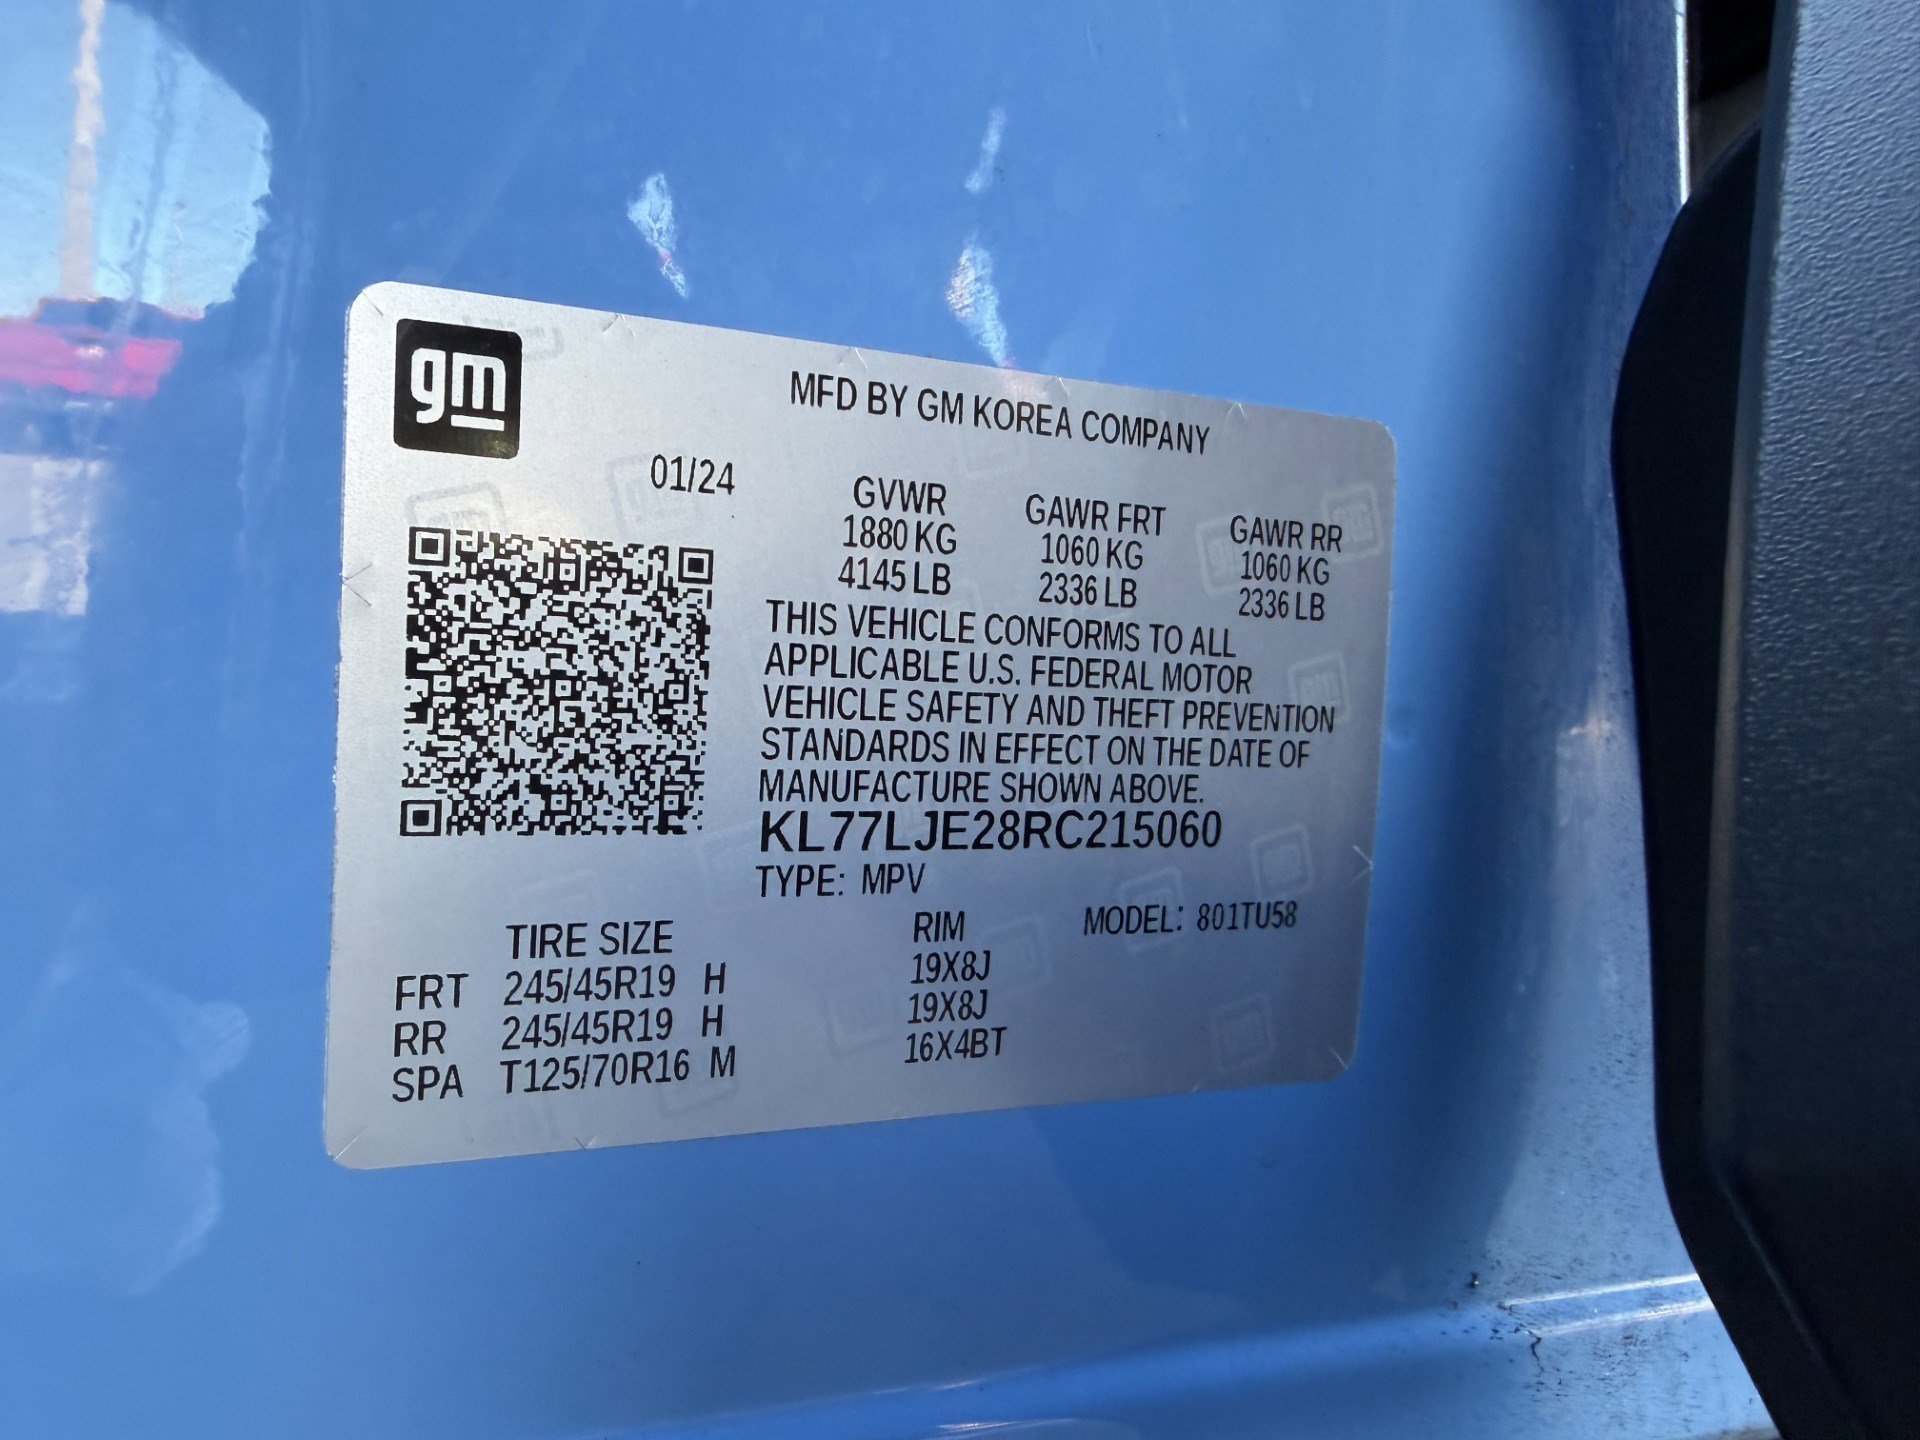 gm
MFD BY GM KOREA COMPANY
01/24
GVWR GAWR FRT GAWR RR
1880 KG 1060 KG 1060 KG
4145 LB 2336 LB 2336 LB
THIS VEHICLE CONFORMS TO ALL
APPLICABLE U.S. FEDERAL MOTOR
VEHICLE SAFETY AND THEFT PREVENTION
STANDARDS IN EFFECT ON THE DATE OF
MANUFACTURE SHOWN ABOVE.
KL77LJE28RC215060
TYPE: MPV
TIRE SIZE RIM MODEL: 801TU58
FRT 245/45R19 H 19X8J
RR 245/45R19 H 19X8J
SPA T125/70R16 M 16X4BT